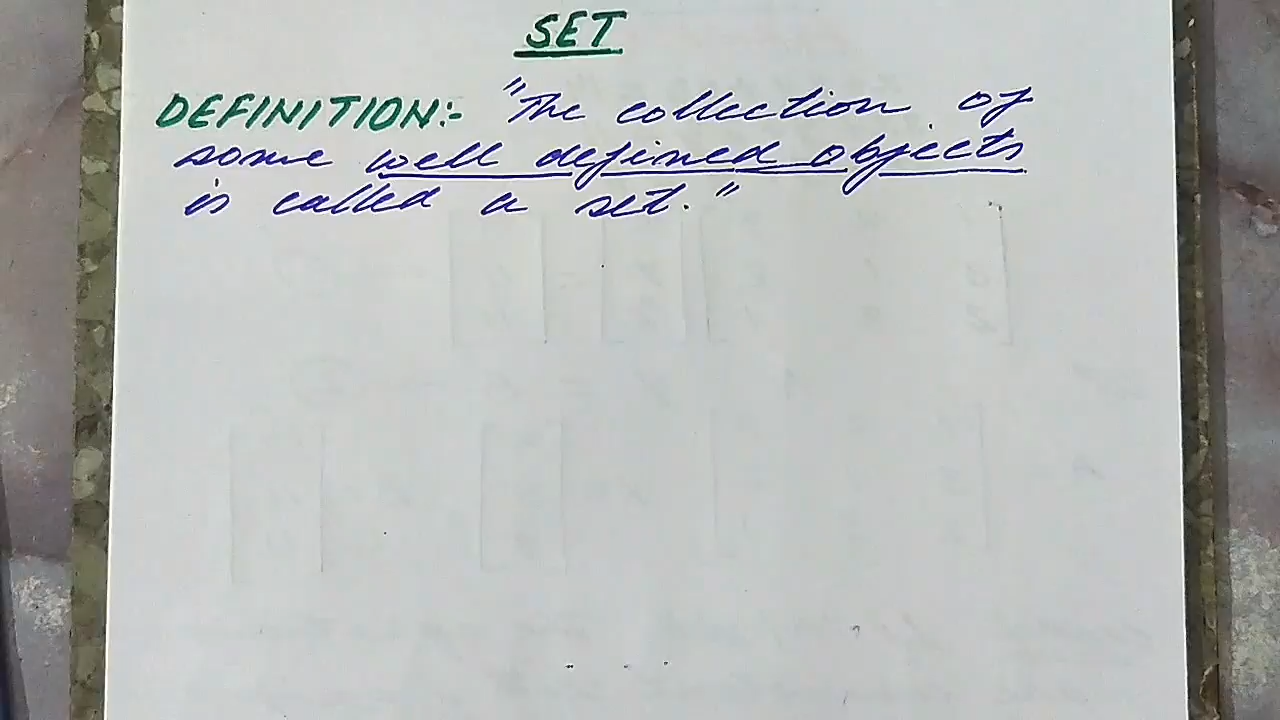 SET
DEFINITION:- "The collection of
some well defined objects
is called a set."